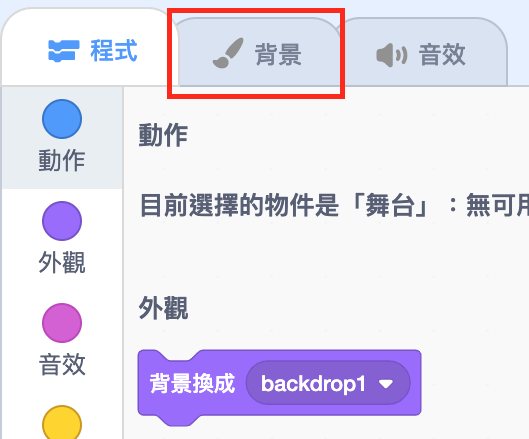 程式
背景
音效
動作
外觀
音效
動作
目前選擇的物件是「舞台」：無可用
外觀
背景換成 backdrop1